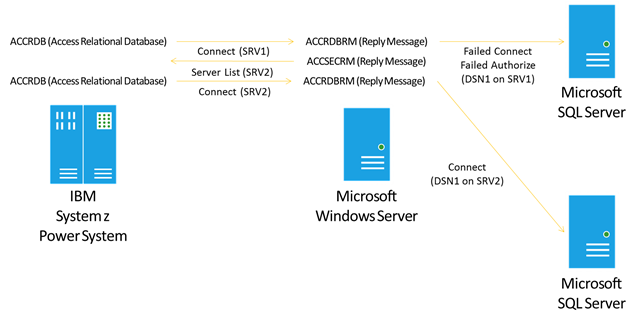 ACCRDB (Access Relational Database)
Connect (SRV1)
ACCRDBRM (Reply Message)
Failed Connect
Failed Authorize
(DSN1 on SRV1)
ACCSECRM (Reply Message)
Server List (SRV2)
ACCRDB (Access Relational Database)
Connect (SRV2)
ACCRDBRM (Reply Message)
Microsoft
SQL Server
Connect
(DSN1 on SRV2)
IBM
System z
Power System
Microsoft
Windows Server
Microsoft
SQL Server